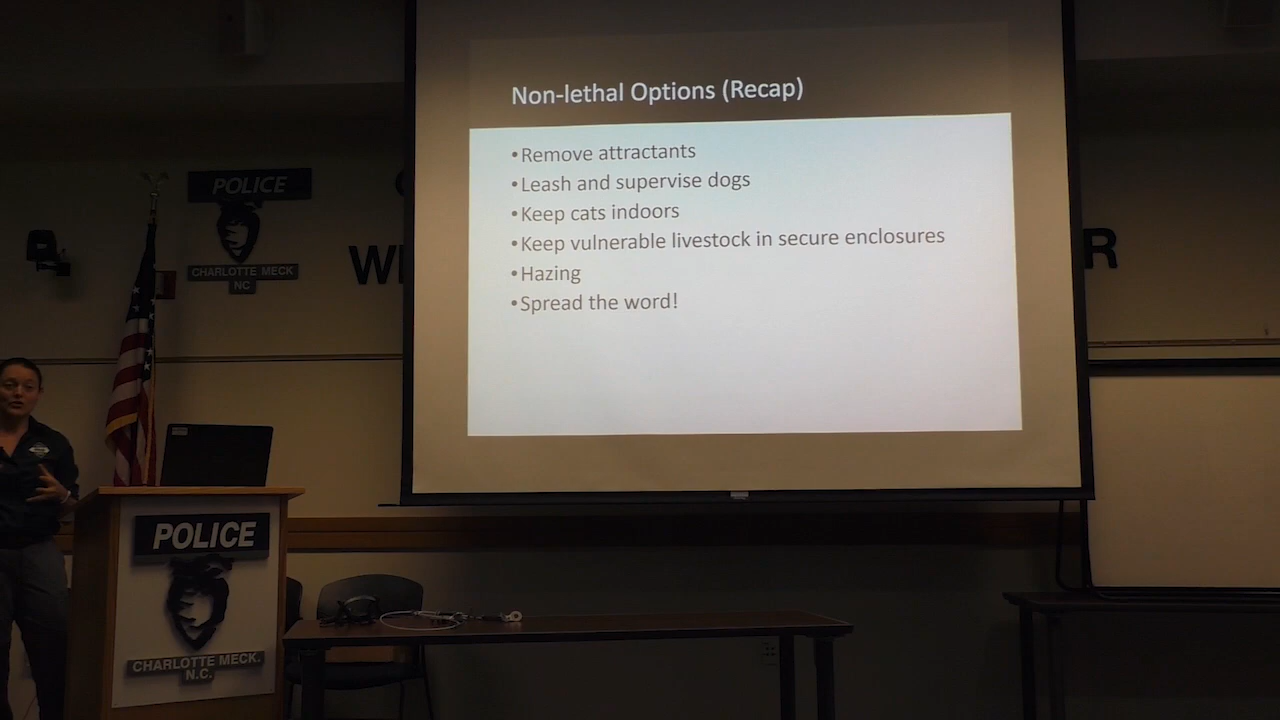 Non-lethal Options (Recap)
•Remove attractants
•Leash and supervise dogs
•Keep cats indoors
•Keep vulnerable livestock in secure enclosures
•Hazing
•Spread the word!
POLICE
CHARLOTTE MECK
NC
POLICE
CHARLOTTE MECK.
N.C.